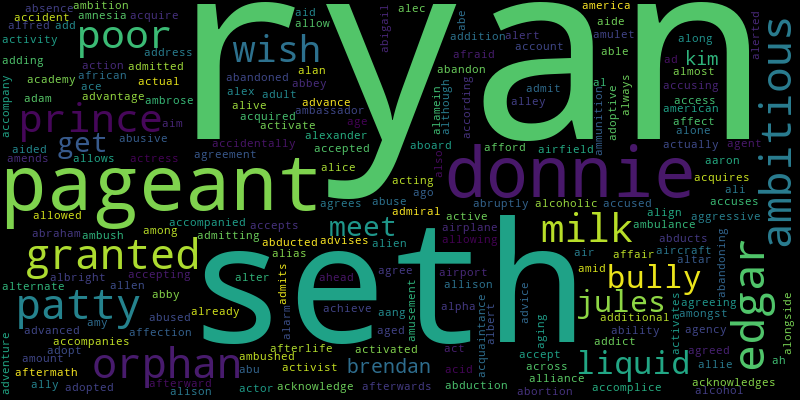 absence ambition
accident amnesia acquire
alfred add
activity
adding
poor
address
action admitted
african actual
academy ace
adam advantage ambrose
accompany
prince aim
get abusive
aided
amends allows actress
ryan
aid
allow
abigail
alec
abe
addition alert
account
america
aide
amulet
able
along
alerted
ambitious
wish
afraid
abandoned alan abandon
alex adult abbey
alive advance
acquired ambassador
activate age
alexander
accidentally accepted
agreement
alamein
although
according
admit
alley
ammunition
al
adoptive
always
kim
ad
almost
accusing
access
american
affect
alone
actually agent
aboard afford airfield
alice also
aaron
acting
acquires
ali
pageant
donnie
agrees abuse
ago
abruptly alcoholic accused
accuses
allowed
admiral active
align aggressive
abraham ambush among
accompanied accepts
admitting
meet
airplane
allowing
milk
ambulance
granted
abducted advises
alias alien
affair
abducts aircraft
air altar
abandoning
albright accepting
alter
admits
ahead agree airport
allison
amid
bully
edgar
alternate allen
abby
patty
already
seth
achieve
aang
amusement
alpha
acquaintance
albert
advice
jules
activates
agreeing
alongside
additional amongst
advanced amy abused
affection
alarm
aged
aging
ability agency
adventure
accompanies
afterlife
activated act
addict
agreed
adopt
amount
orphan
ambushed
abu activist
brendan
acid
accept
across
liquid
allie ah
aftermath
afterward
alliance
ally adopted alison
actor acknowledge afterwards abduction
abortion
accomplice
alcohol
acknowledges